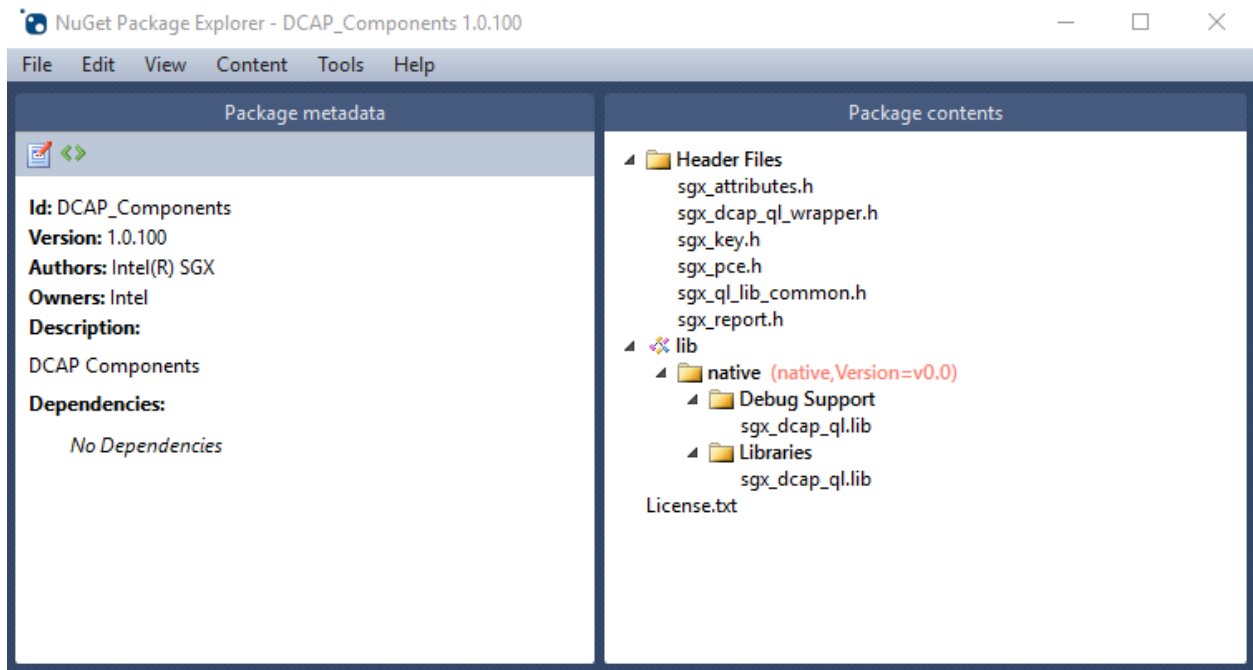 NuGet Package Explorer - DCAP_Components 1.0.100
File Edit View Content Tools Help
Package metadata
Id: DCAP_Components
Version: 1.0.100
Authors: Intel(R) SGX
Owners: Intel
Description:
DCAP Components
Dependencies:
No Dependencies
Package contents
Header Files
sgx_attributes.h
sgx_dcap_ql_wrapper.h
sgx_key.h
sgx_pce.h
sgx_ql_lib_common.h
sgx_report.h
lib
native (native,Version=v0.0)
Debug Support
sgx_dcap_ql.lib
Libraries
sgx_dcap_ql.lib
License.txt